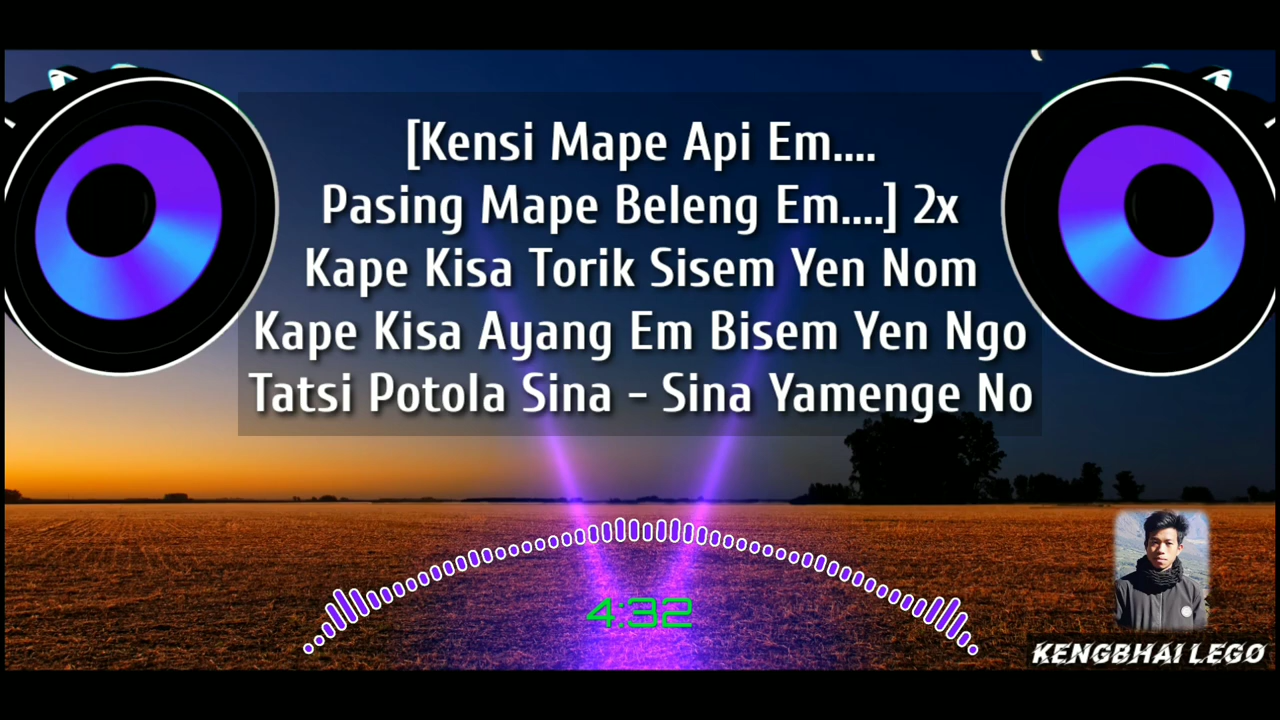 [Kensi Mape Api Em....
Pasing Mape Beleng Em....] 2x
Kape Kisa Torik Sisem Yen Nom
Kape Kisa Ayang Em Bisem Yen Ngo
Tatsi Potola Sina - Sina Yamenge No
4:32
KENGBHAI LEGO